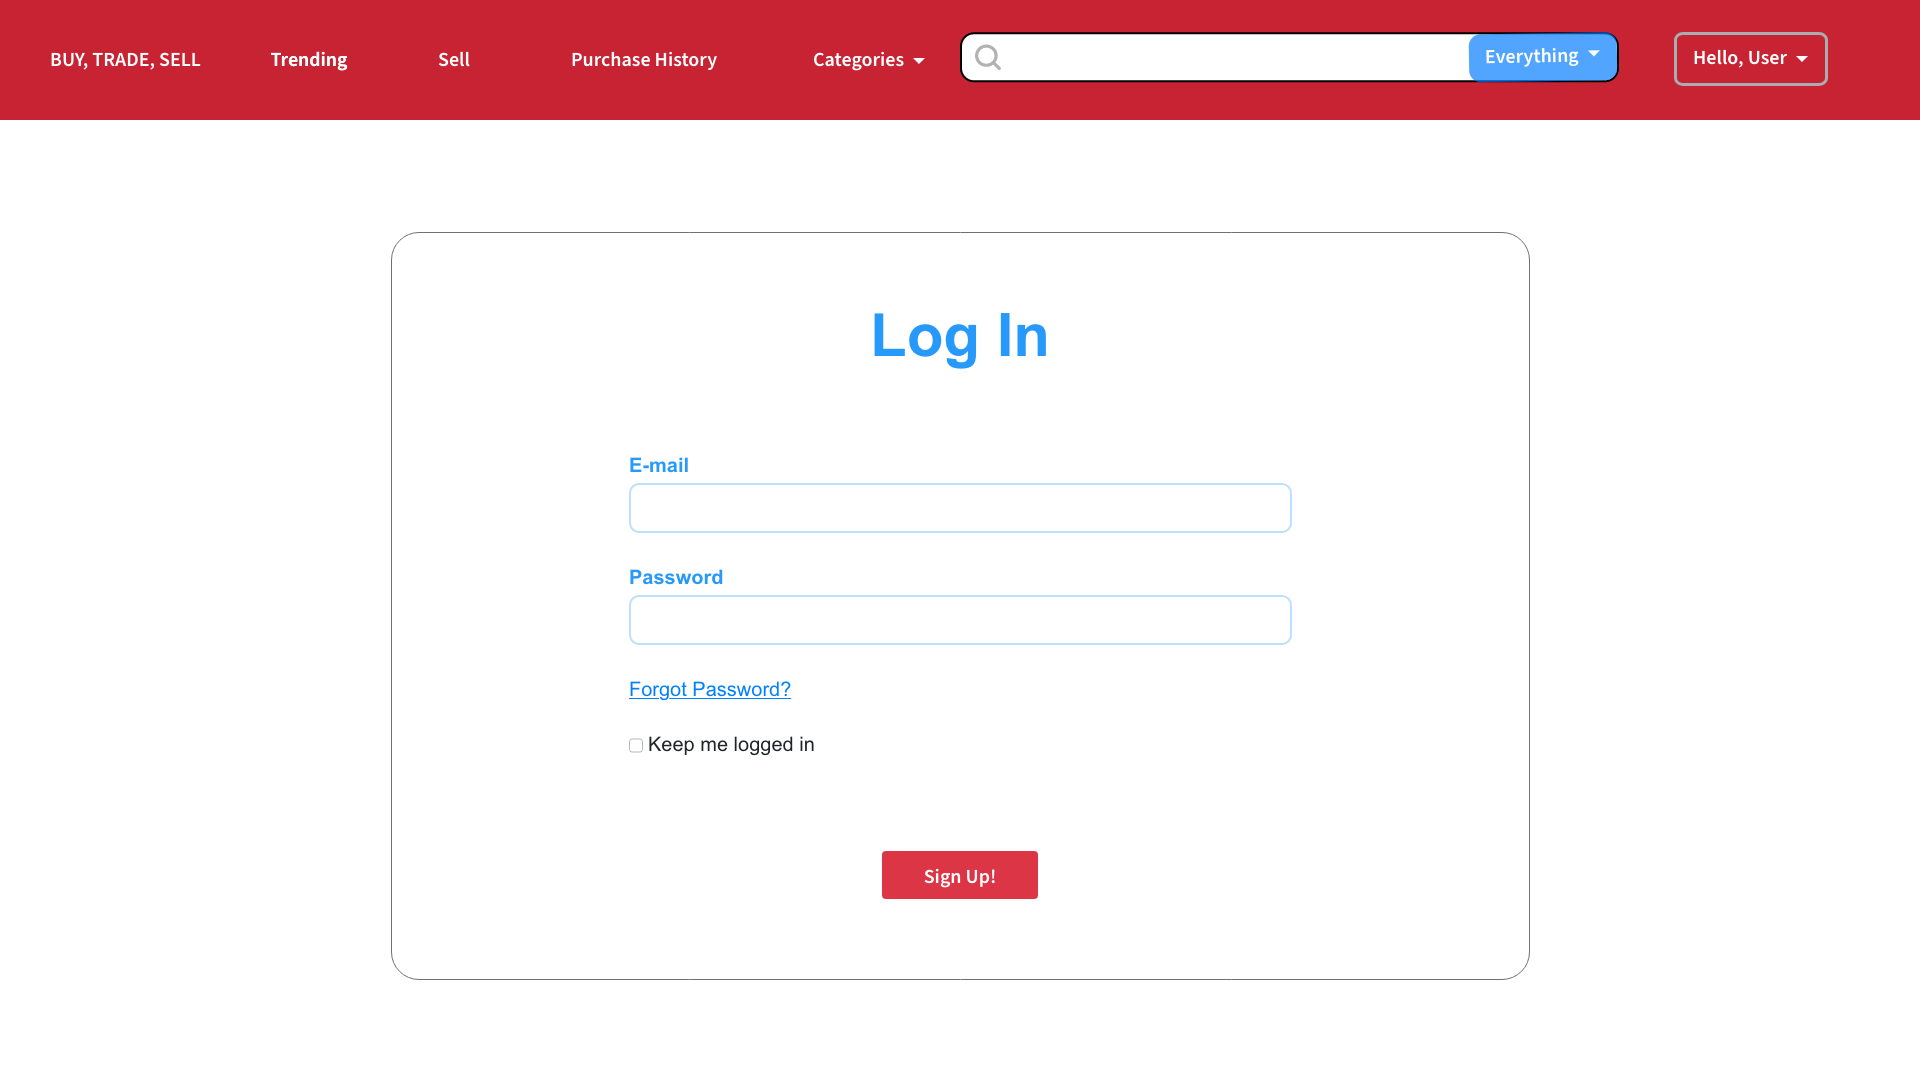 BUY, TRADE, SELL
Trending
Sell
Purchase History
Categories
Everything
Hello, User
Log In
E-mail
Password
Forgot Password?
Keep me logged in
Sign Up!